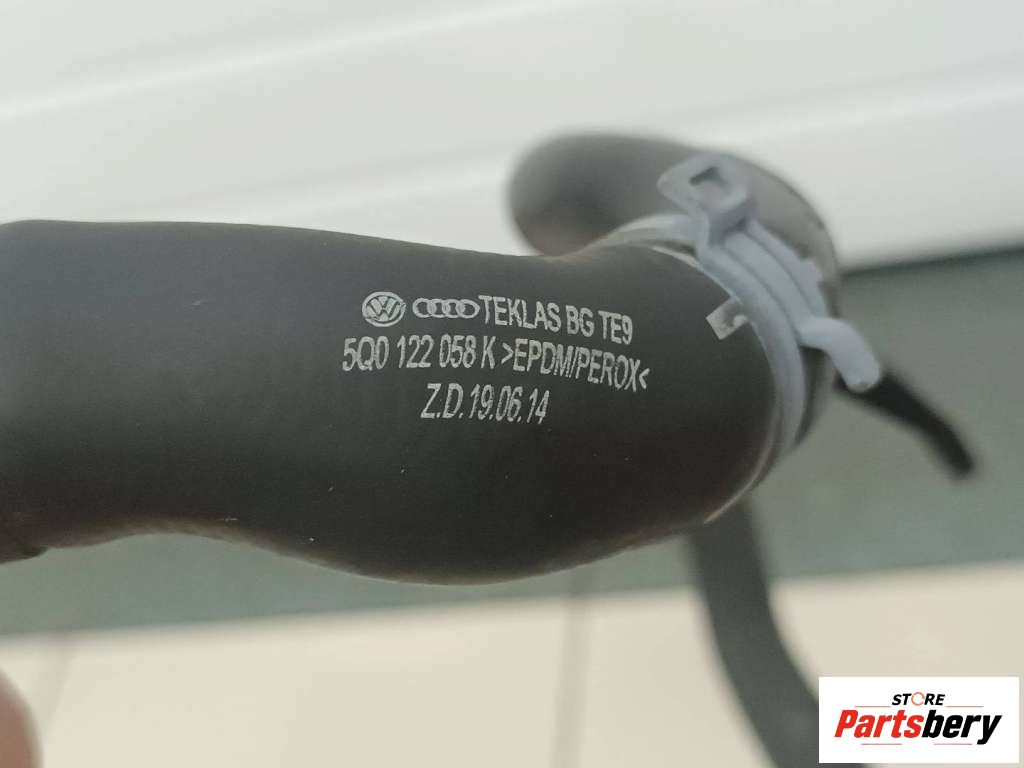 TEKLAS BG TE9
5Q0 122 058 K >EPDM/PEROX<
Z.D.19.06.14
STORE
Partsbery